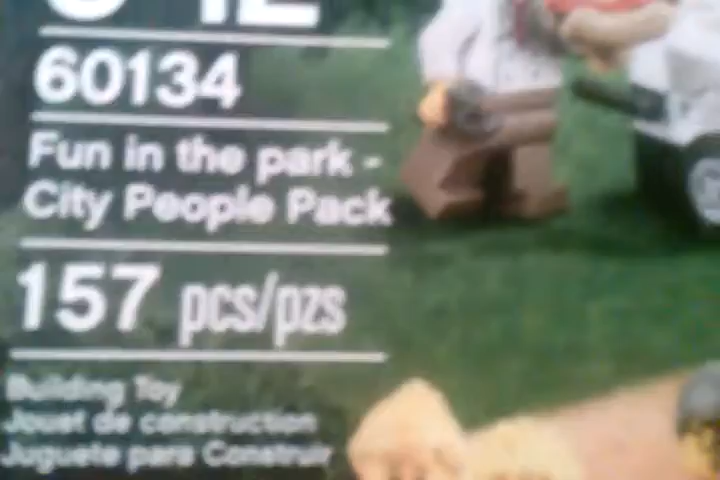 60134
Fun in the park -
City People Pack
157 pcs/pzs
Building Toy
Jouet de construction
Juguete para Construir